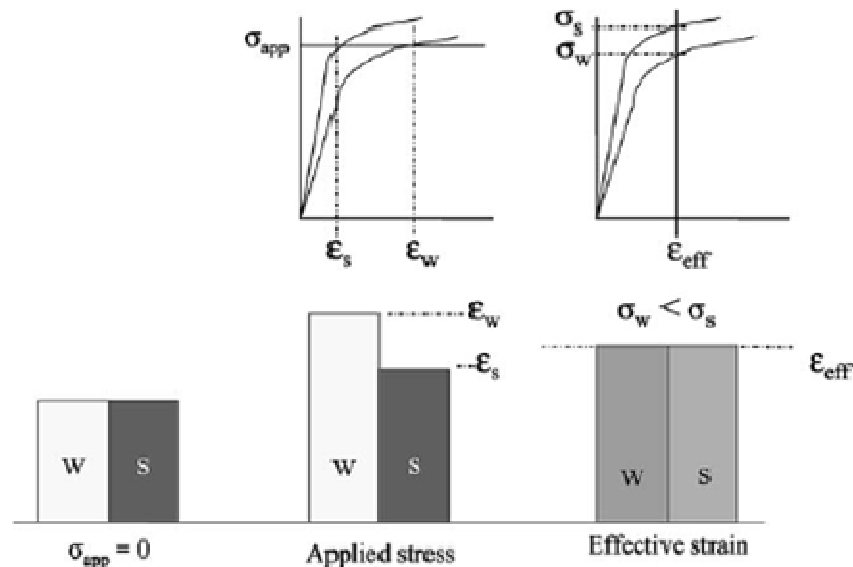 σapp
εs
εw
σs
σw
εeff
εw
εs
σw < σs
εeff
W
S
W
S
W
S
σapp = 0
Applied stress
Effective strain